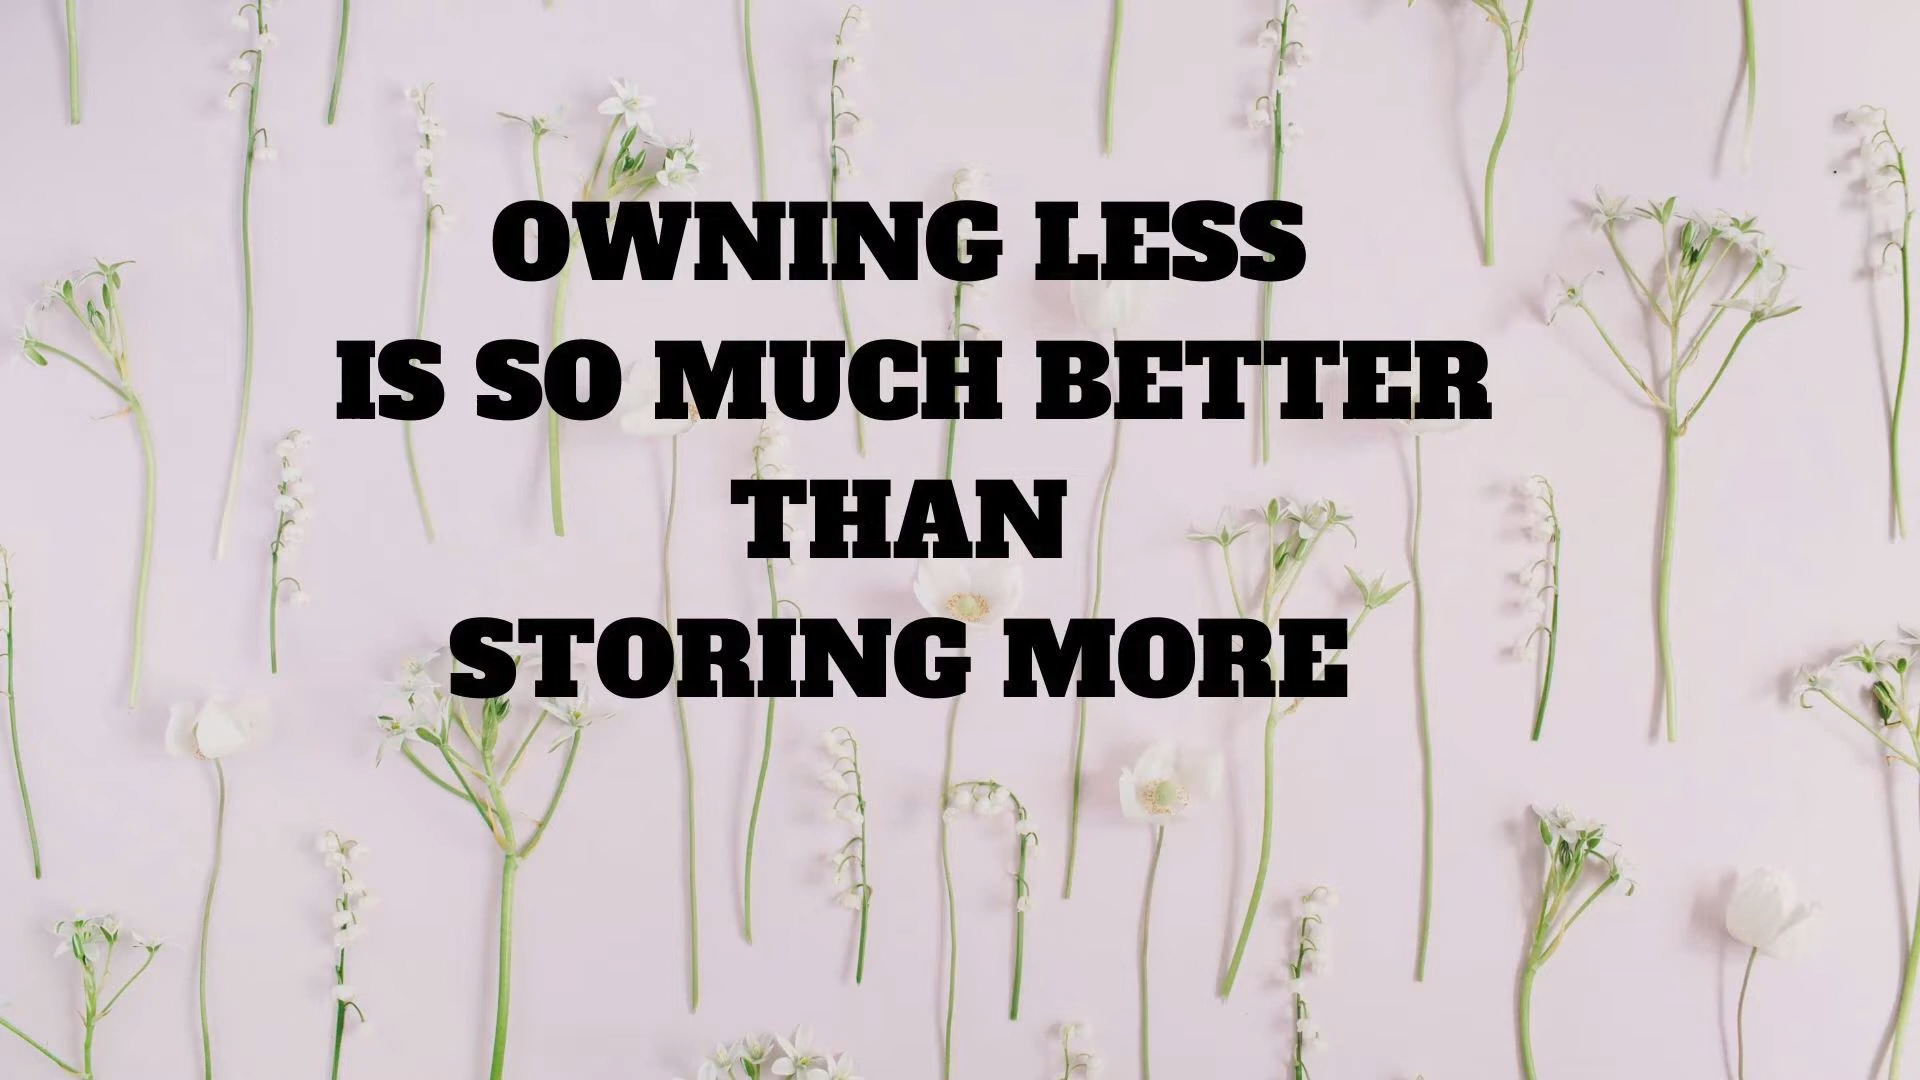 OWNING LESS
IS SO MUCH BETTER
THAN
STORING MORE